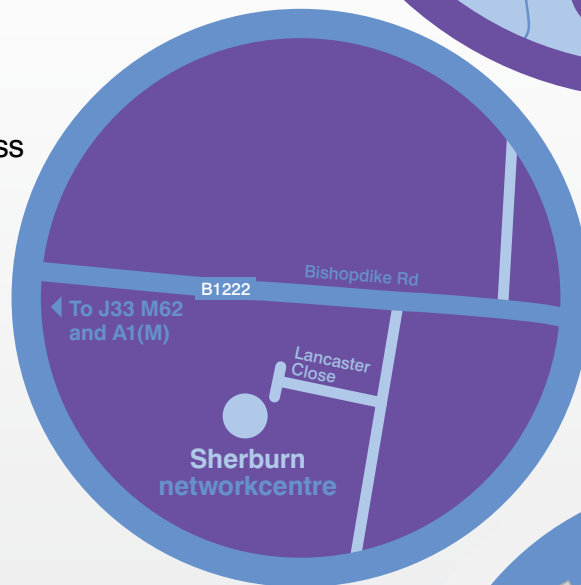 ss
Bishopdike Rd
B1222
To J33 M62
and A1(M)
Lancaster
Close
Sherburn
networkcentre